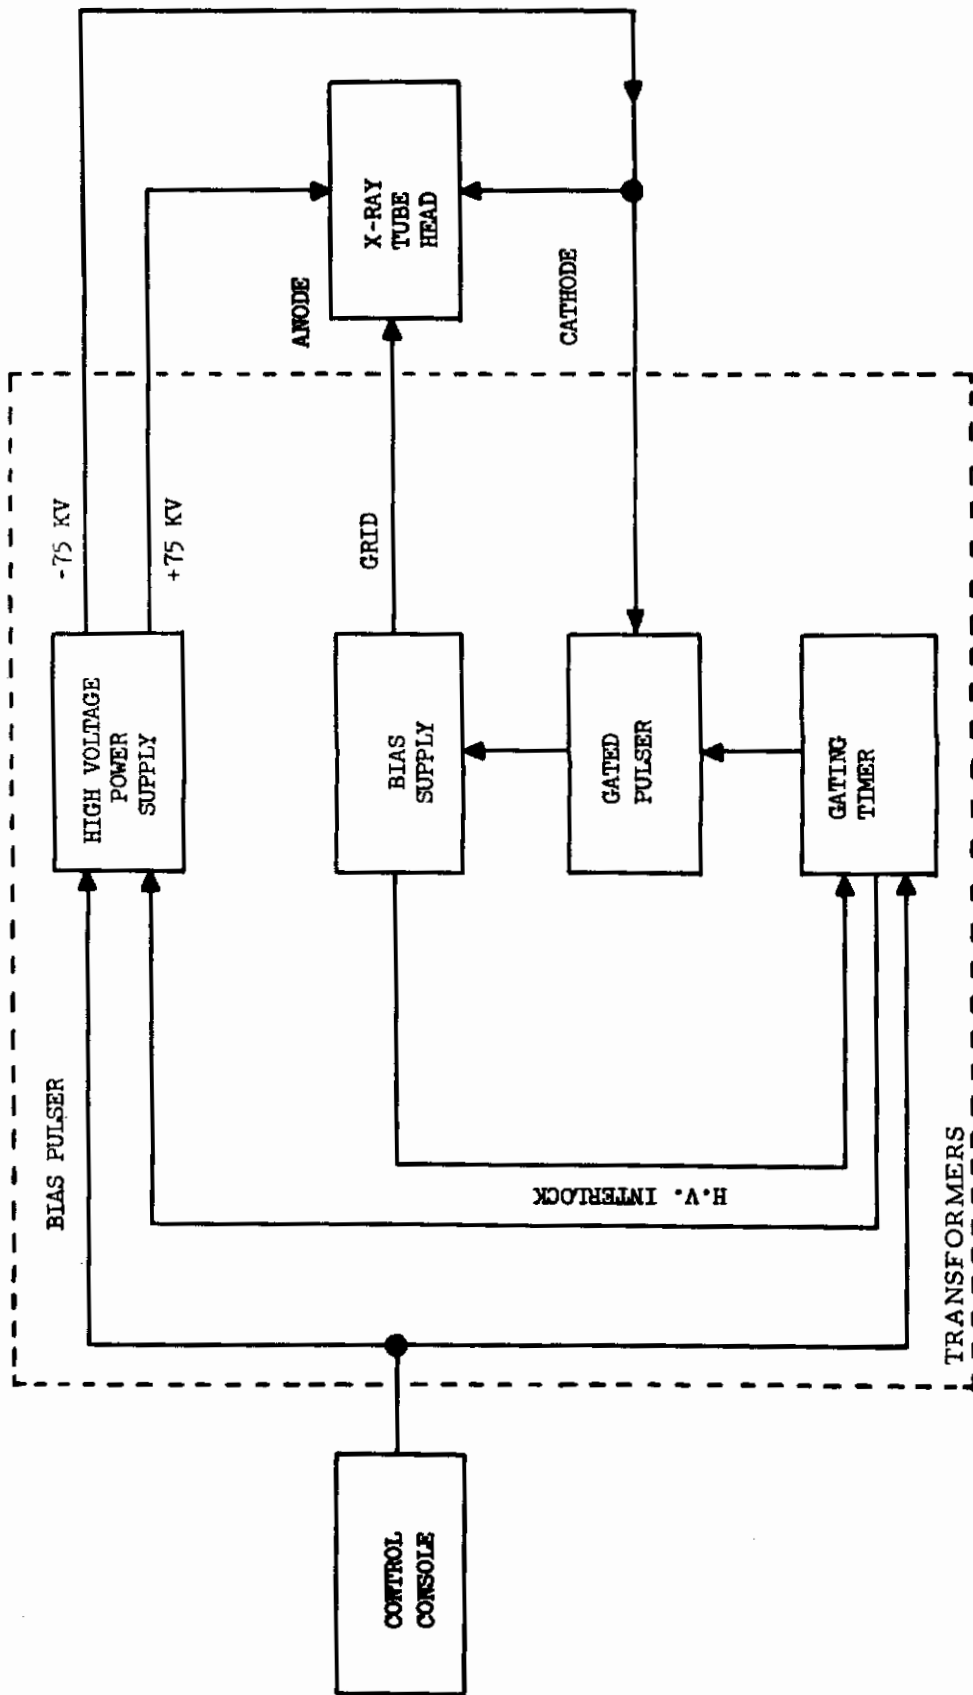 -75 KV
+75 KV
HIGH VOLTAGE
POWER
SUPPLY
BIAS PULSER
ANODE
X-RAY
TUBE
HEAD
GRID
BIAS
SUPPLY
CATHODE
GATED
PULSER
H.V. INTERLOCK
GATING
TIMER
CONTROL
CONSOLE
TRANSFORMERS